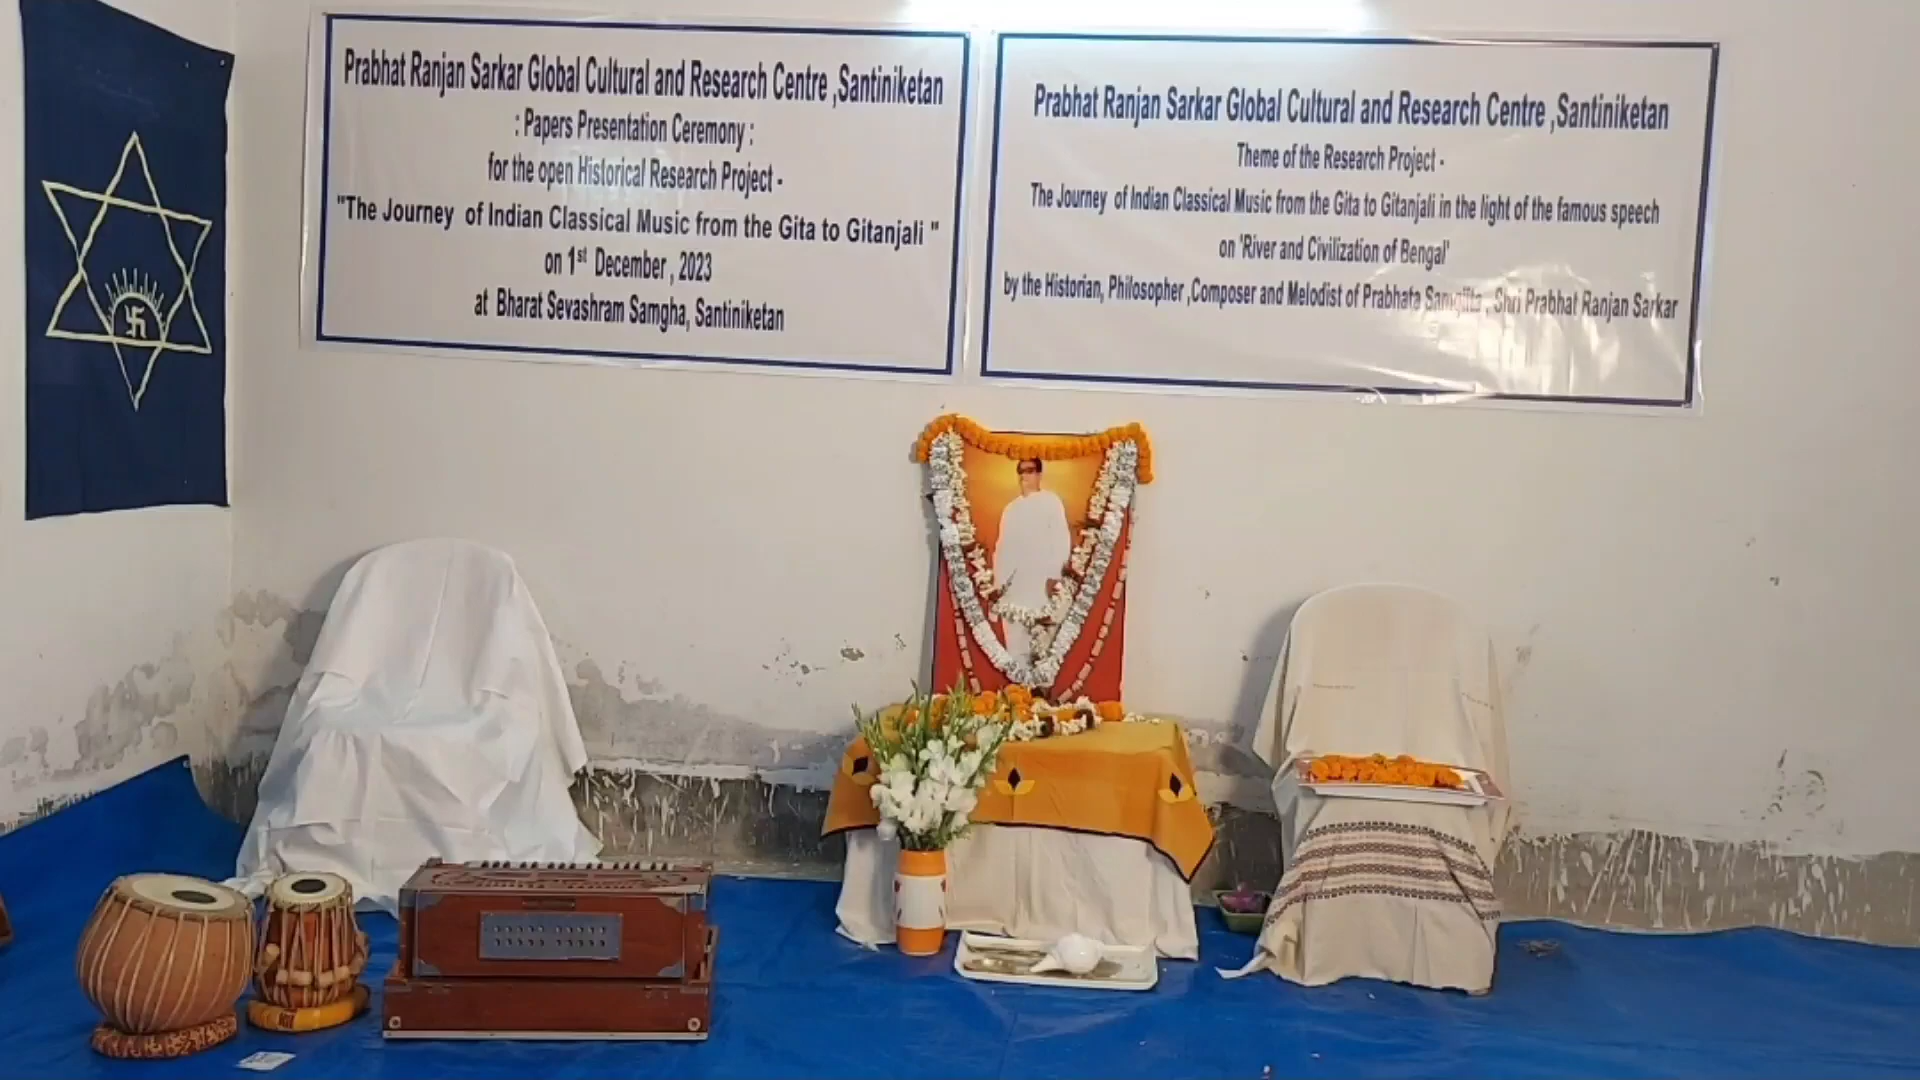 Prabhat Ranjan Sarkar Global Cultural and Research Centre ,Santiniketan
: Papers Presentation Ceremony :
for the open Historical Research Project -
"The Journey of Indian Classical Music from the Gita to Gitanjali "
on 1st December , 2023
at Bharat Sevashram Samgha, Santiniketan
Prabhat Ranjan Sarkar Global Cultural and Research Centre ,Santiniketan
Theme of the Research Project -
The Journey of Indian Classical Music from the Gita to Gitanjali in the light of the famous speech
on 'River and Civilization of Bengal'
by the Historian, Philosopher ,Composer and Melodist of Prabhata Samgiita , Shri Prabhat Ranjan Sarkar